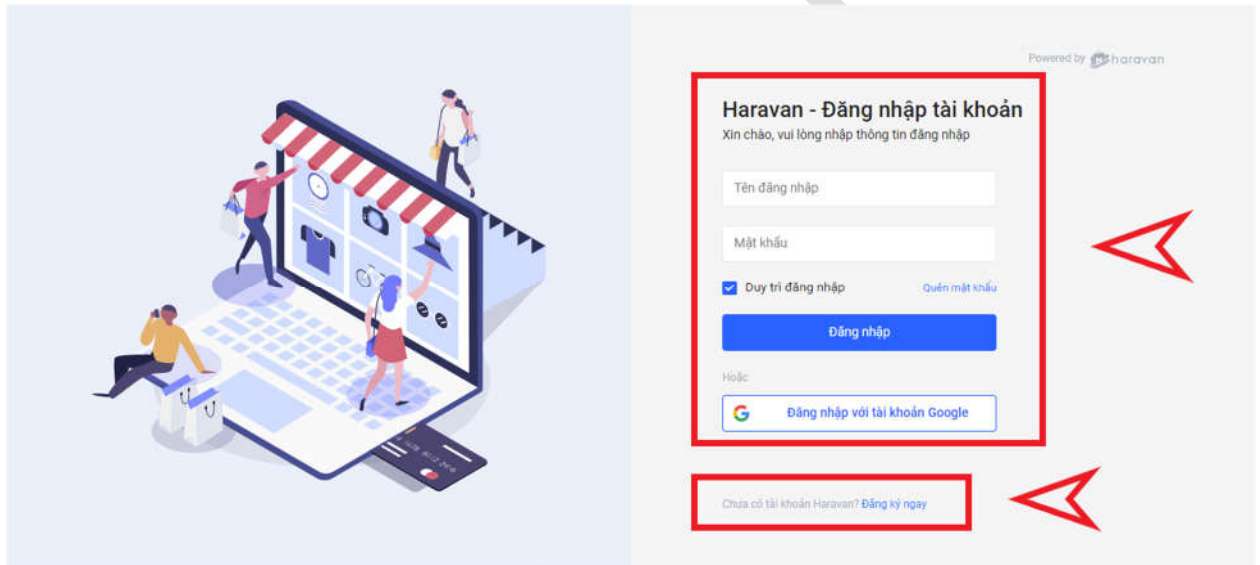 Powered by haravan
Haravan - Đăng nhập tài khoản
Xin chào, vui lòng nhập thông tin đăng nhập
Tên đăng nhập
Mật khẩu
Duy trì đăng nhập Quên mật khẩu
Đăng nhập
Hoặc
Đăng nhập với tài khoản Google
Chưa có tài khoản Haravan? Đăng ký ngay